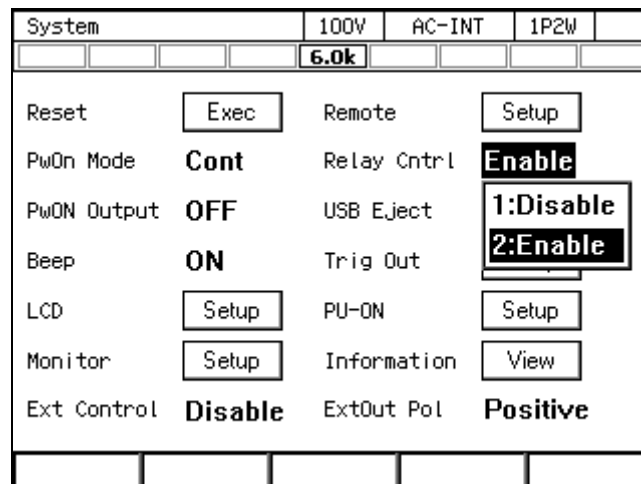 System 100V AC-INT 1P2W
6.0k
Reset Exec Remote Setup
PwOn Mode Cont Relay Cntrl Enable
PwON Output OFF USB Eject 1:Disable
2:Enable
Beep ON Trig Out
LCD Setup PU-ON Setup
Monitor Setup Information View
Ext Control Disable ExtOut Pol Positive